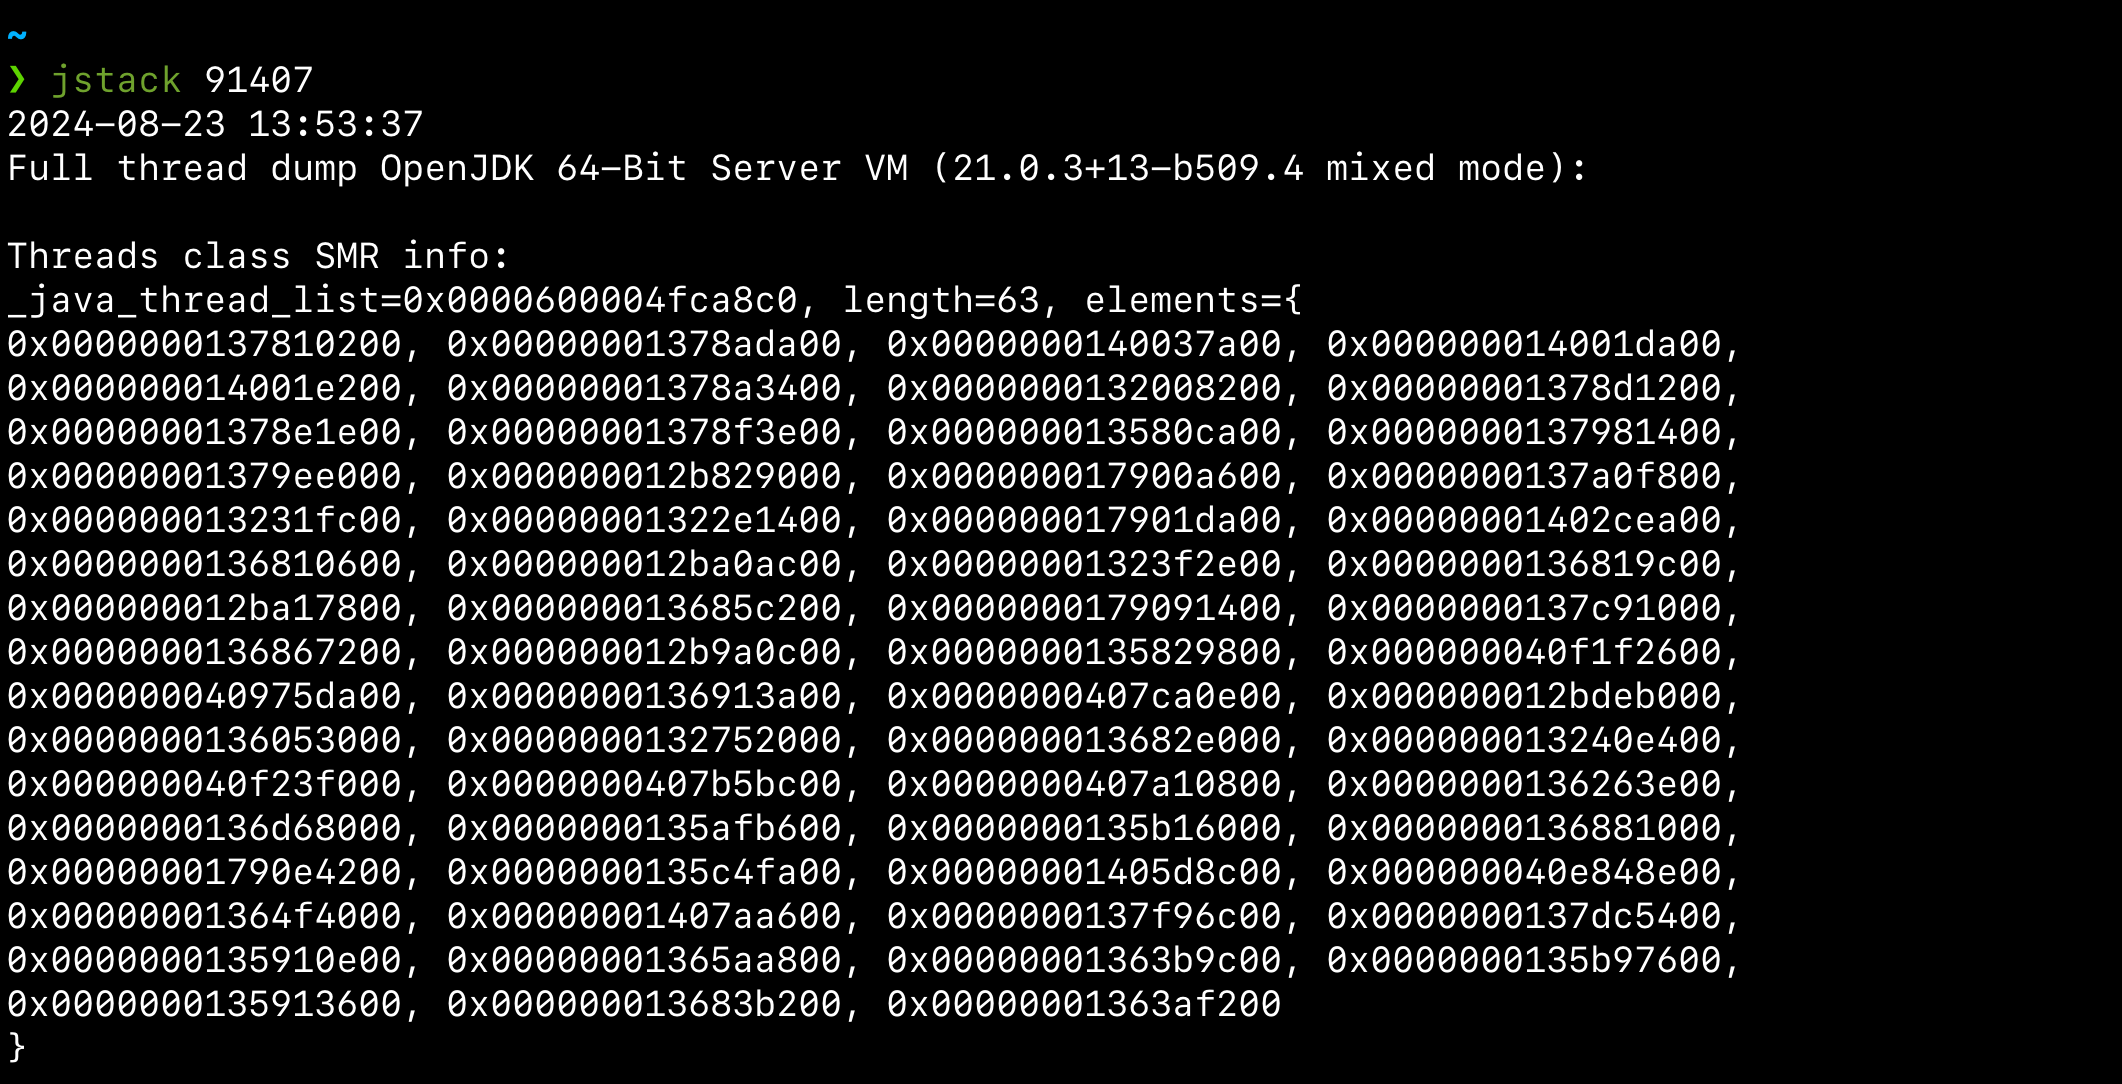 ~
❯ jstack 91407
2024-08-23 13:53:37
Full thread dump OpenJDK 64-Bit Server VM (21.0.3+13-b509.4 mixed mode):

Threads class SMR info:
_java_thread_list=0x0000600004fca8c0, length=63, elements={
0x0000000137810200, 0x00000001378ada00, 0x0000000140037a00, 0x000000014001da00,
0x000000014001e200, 0x00000001378a3400, 0x0000000132008200, 0x00000001378d1200,
0x00000001378e1e00, 0x00000001378f3e00, 0x000000013580ca00, 0x0000000137981400,
0x00000001379ee000, 0x000000012b829000, 0x000000017900a600, 0x0000000137a0f800,
0x000000013231fc00, 0x00000001322e1400, 0x000000017901da00, 0x00000001402cea00,
0x0000000136810600, 0x000000012ba0ac00, 0x00000001323f2e00, 0x0000000136819c00,
0x000000012ba17800, 0x000000013685c200, 0x0000000179091400, 0x0000000137c91000,
0x0000000136867200, 0x000000012b9a0c00, 0x0000000135829800, 0x000000040f1f2600,
0x000000040975da00, 0x0000000136913a00, 0x0000000407ca0e00, 0x000000012bdeb000,
0x0000000136053000, 0x0000000132752000, 0x000000013682e000, 0x000000013240e400,
0x000000040f23f000, 0x0000000407b5bc00, 0x0000000407a10800, 0x0000000136263e00,
0x0000000136d68000, 0x0000000135afb600, 0x0000000135b16000, 0x0000000136881000,
0x00000001790e4200, 0x0000000135c4fa00, 0x00000001405d8c00, 0x000000040e848e00,
0x00000001364f4000, 0x00000001407aa600, 0x0000000137f96c00, 0x0000000137dc5400,
0x0000000135910e00, 0x00000001365aa800, 0x00000001363b9c00, 0x0000000135b97600,
0x0000000135913600, 0x000000013683b200, 0x00000001363af200
}